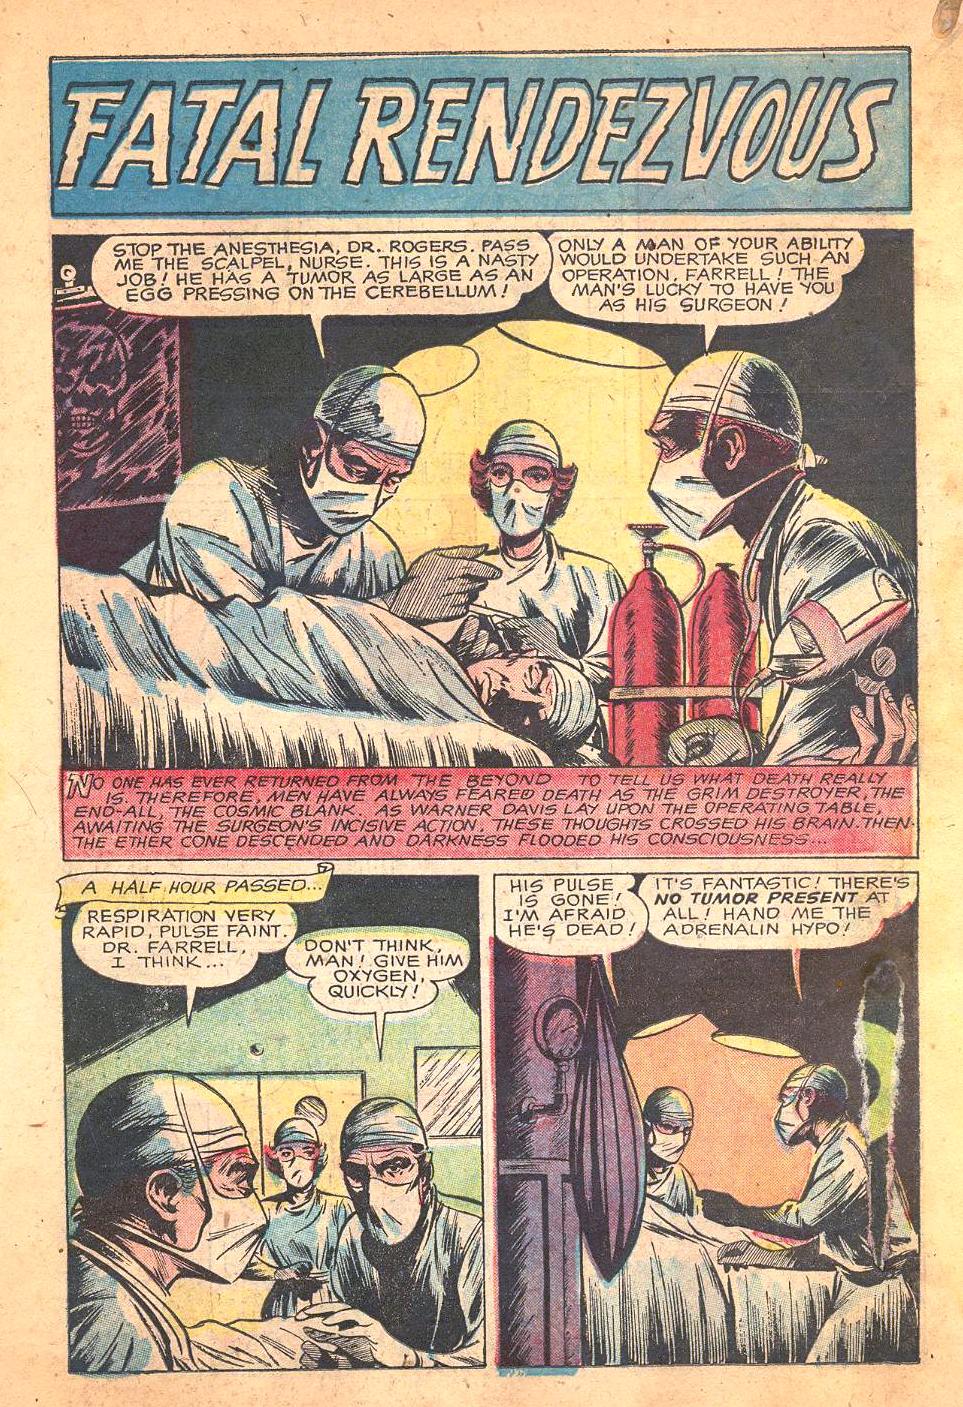 FATAL RENDEZVOUS
STOP THE ANESTHESIA, DR. ROGERS. PASS
ME THE SCALPEL, NURSE. THIS IS A NASTY
JOB! HE HAS A TUMOR AS LARGE AS AN
EGG PRESSING ON THE CEREBELLUM!
ONLY A MAN OF YOUR ABILITY
WOULD UNDERTAKE SUCH AN
OPERATION, FARRELL! THE
MAN'S LUCKY TO HAVE YOU
AS HIS SURGEON!
NO ONE HAS EVER RETURNED FROM THE BEYOND TO TELL US WHAT DEATH REALLY
IS. THEREFORE, MEN HAVE ALWAYS FEARED DEATH AS THE GRIM DESTROYER, THE
END-ALL, THE COSMIC BLANK. AS WARNER DAVIS LAY UPON THE OPERATING TABLE,
AWAITING THE SURGEON'S INCISIVE ACTION, THESE THOUGHTS CROSSED HIS BRAIN. THEN
THE ETHER CONE DESCENDED AND DARKNESS FLOODED HIS CONSCIOUSNESS...
A HALF HOUR PASSED...
RESPIRATION VERY
RAPID, PULSE FAINT.
DR. FARRELL,
I THINK...
DON'T THINK,
MAN! GIVE HIM
OXYGEN,
QUICKLY!
HIS PULSE
IS GONE!
I'M AFRAID
HE'S DEAD!
IT'S FANTASTIC! THERE'S
NO TUMOR PRESENT AT
ALL! HAND ME THE
ADRENALIN HYPO!